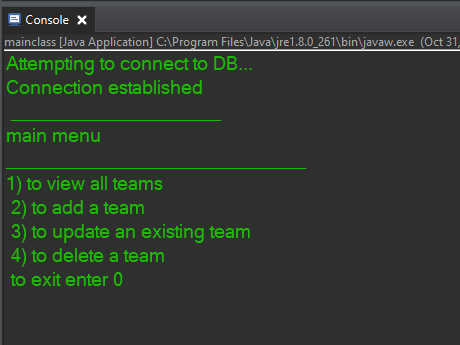 Console
mainclass [Java Application] C:\Program Files\Java\jre1.8.0_261\bin\javaw.exe (Oct 31,
Attempting to connect to DB...
Connection established
_____________________
main menu
______________________________
1) to view all teams
2) to add a team
3) to update an existing team
4) to delete a team
to exit enter 0